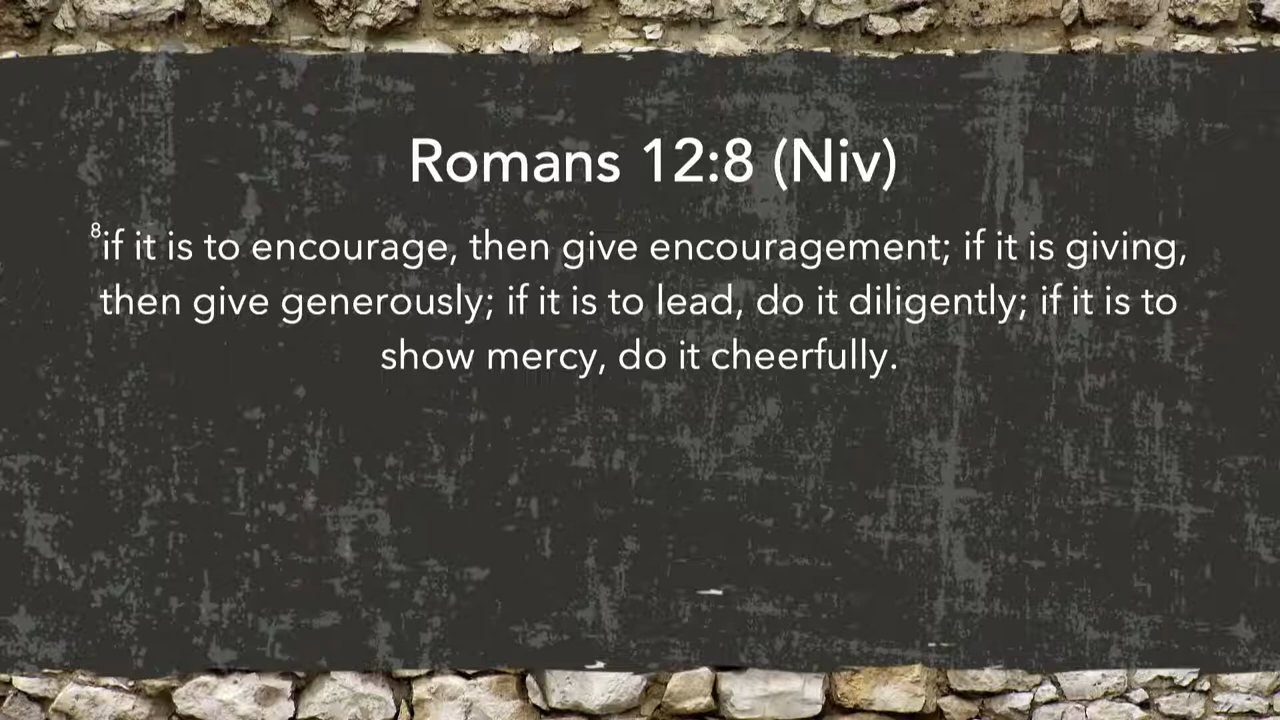 Romans 12:8 (Niv)
8if it is to encourage, then give encouragement; if it is giving,
then give generously; if it is to lead, do it diligently; if it is to
show mercy, do it cheerfully.